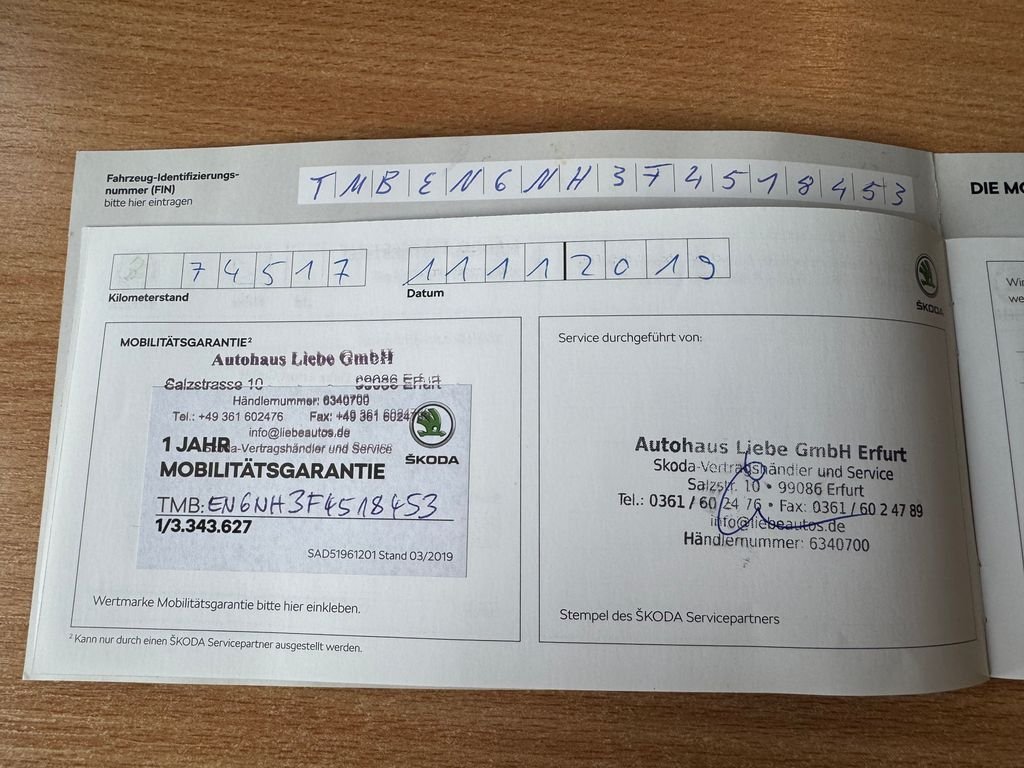 Fahrzeug-Identifizierungs-
nummer (FIN)
bitte hier eintragen
TMBEN6NH3F4518453
DIE MO
74517
Kilometerstand
11112019
Datum
ŠKODA
MOBILITÄTSGARANTIE²
Autohaus Liebe GmbH
Salzstrasse 10 99086 Erfurt
Händlernummer: 6340700
Tel.: +49 361 602476 Fax: +49 361
info@liebeautos.de
Skoda-Vertragshändler und Service
1 JAHR
MOBILITÄTSGARANTIE
ŠKODA
TMB: EN6NH3F4518453
1/3.343.627
SAD51961201 Stand 03/2019
Wertmarke Mobilitätsgarantie bitte hier einkleben.
² Kann nur durch einen ŠKODA Servicepartner ausgestellt werden.
Service durchgeführt von:
Autohaus Liebe GmbH Erfurt
Skoda-Vertragshändler und Service
Salzstr. 10 • 99086 Erfurt
Tel.: 0361 / 60 24 76 • Fax: 0361 / 60 2 47 89
info@liebeautos.de
Händlernummer: 6340700
Stempel des ŠKODA Servicepartners
Wir
we